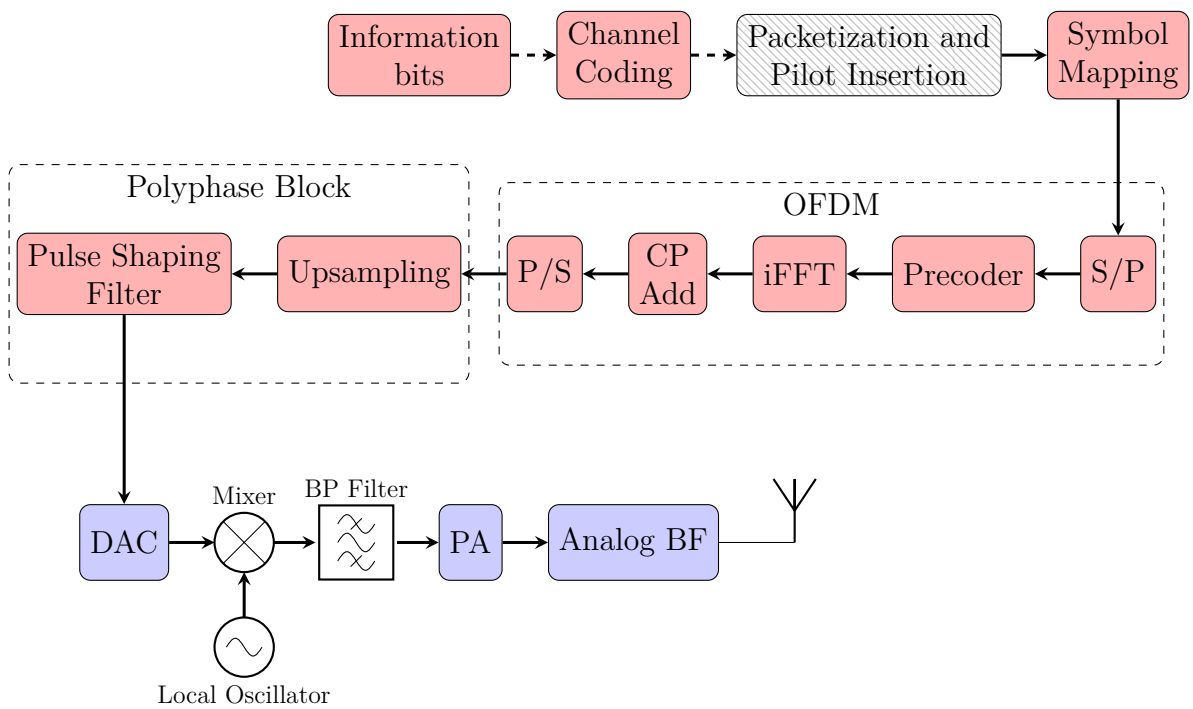 Information
bits
Channel
Coding
Packetization and
Pilot Insertion
Symbol
Mapping
Polyphase Block
OFDM
Pulse Shaping
Filter
Upsampling
P/S
CP
Add
iFFT
Precoder
S/P
Mixer
BP Filter
DAC
PA
Analog BF
Local Oscillator